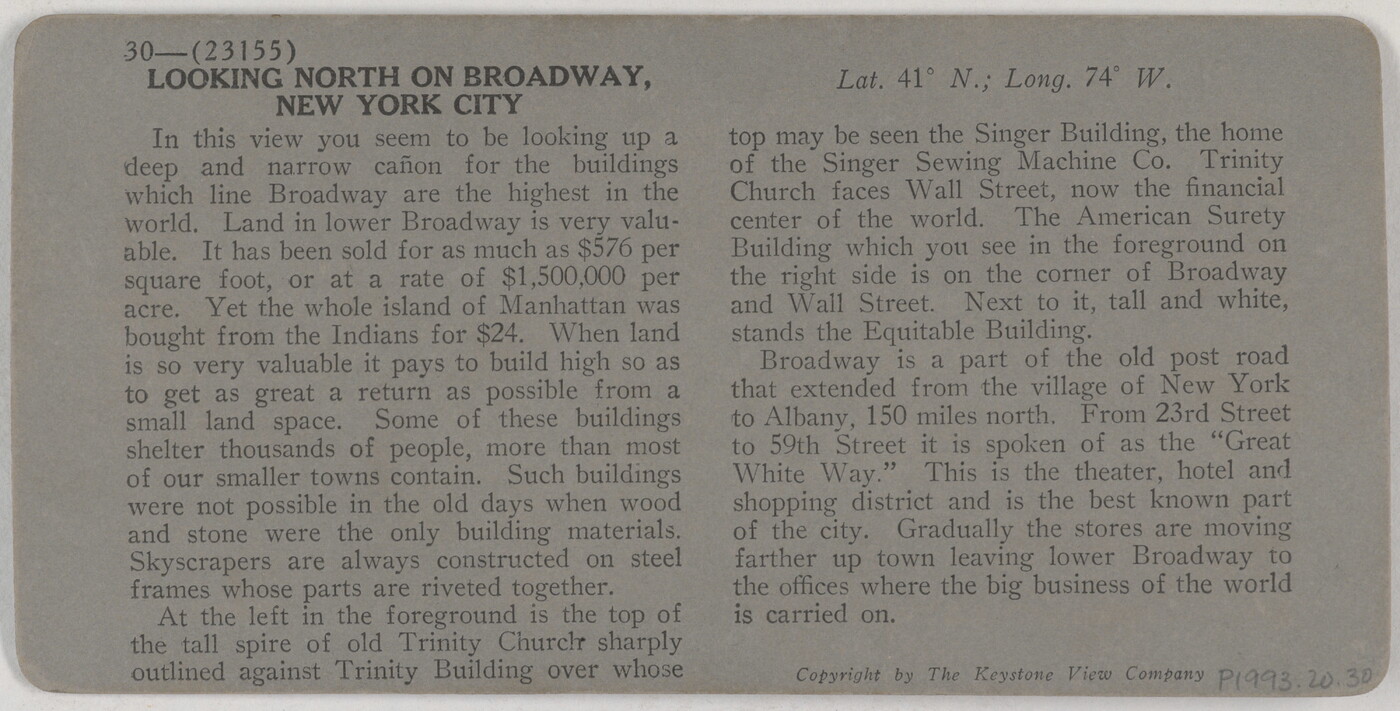 30—(23155)
LOOKING NORTH ON BROADWAY,
NEW YORK CITY
In this view you seem to be looking up a
deep and narrow cañon for the buildings
which line Broadway are the highest in the
world. Land in lower Broadway is very valu-
able. It has been sold for as much as $576 per
square foot, or at a rate of $1,500,000 per
acre. Yet the whole island of Manhattan was
bought from the Indians for $24. When land
is so very valuable it pays to build high so as
to get as great a return as possible from a
small land space. Some of these buildings
shelter thousands of people, more than most
of our smaller towns contain. Such buildings
were not possible in the old days when wood
and stone were the only building materials.
Skyscrapers are always constructed on steel
frames whose parts are riveted together.
At the left in the foreground is the top of
the tall spire of old Trinity Church sharply
outlined against Trinity Building over whose
Lat. 41° N.; Long. 74° W.
top may be seen the Singer Building, the home
of the Singer Sewing Machine Co. Trinity
Church faces Wall Street, now the financial
center of the world. The American Surety
Building which you see in the foreground on
the right side is on the corner of Broadway
and Wall Street. Next to it, tall and white,
stands the Equitable Building.
Broadway is a part of the old post road
that extended from the village of New York
to Albany, 150 miles north. From 23rd Street
to 59th Street it is spoken of as the “Great
White Way.” This is the theater, hotel and
shopping district and is the best known part
of the city. Gradually the stores are moving
farther up town leaving lower Broadway to
the offices where the big business of the world
is carried on.
Copyright by The Keystone View Company
P1993.20.30